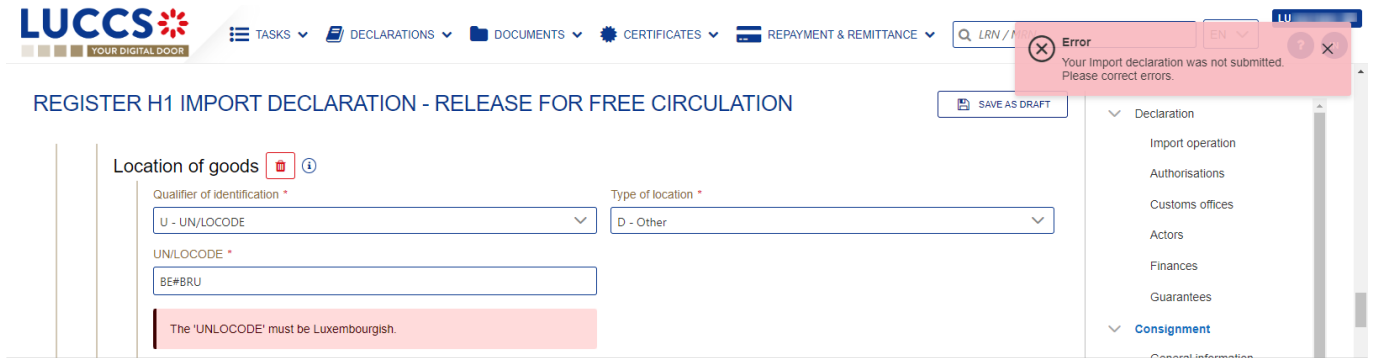 LUCCS
YOUR DIGITAL DOOR
TASKS
DECLARATIONS
DOCUMENTS
CERTIFICATES
REPAYMENT & REMITTANCE
LRN /
EN
LU
?
Error
Your Import declaration was not submitted.
Please correct errors.
REGISTER H1 IMPORT DECLARATION - RELEASE FOR FREE CIRCULATION
SAVE AS DRAFT
Location of goods
Qualifier of identification *
Type of location *
U - UN/LOCODE
D - Other
UN/LOCODE *
BE#BRU
The 'UNLOCODE' must be Luxembourgish.
Declaration
Import operation
Authorisations
Customs offices
Actors
Finances
Guarantees
Consignment
General information